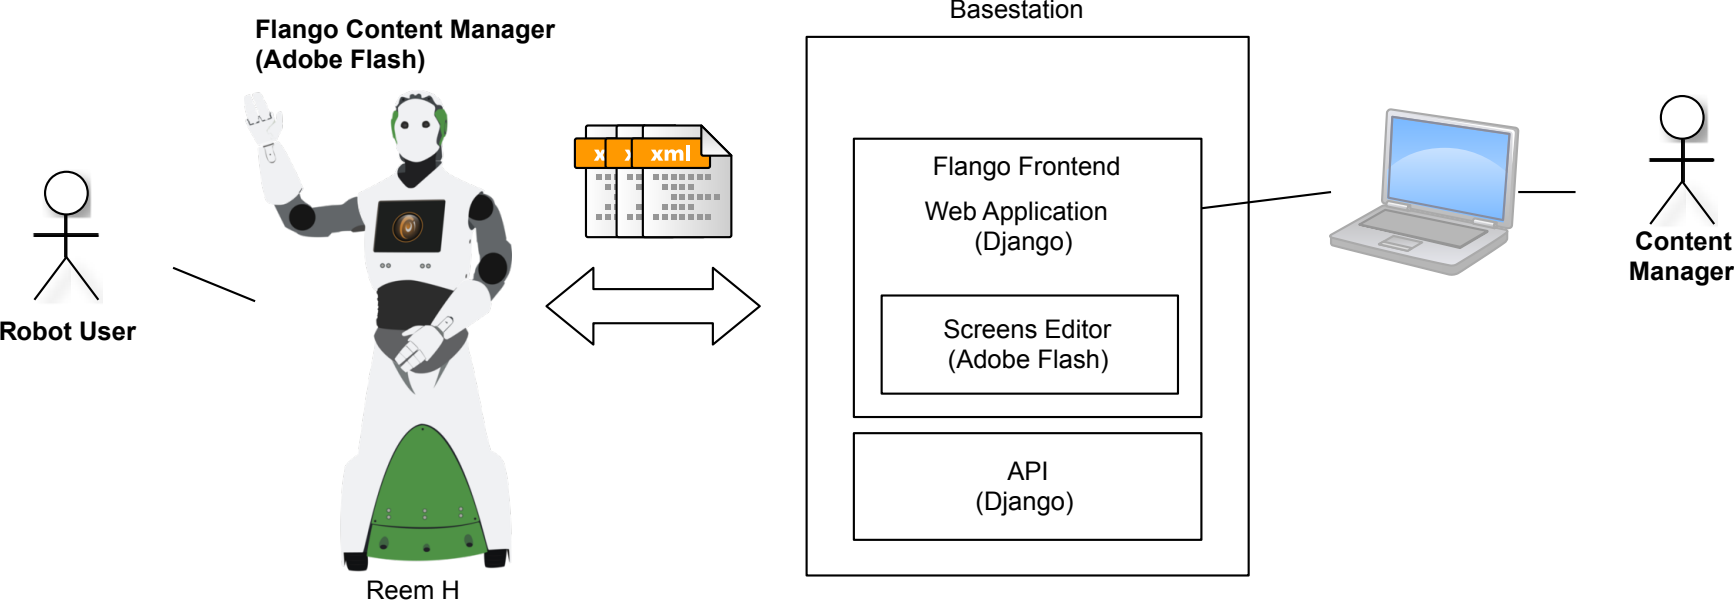 Basestation
Flango Content Manager
(Adobe Flash)
x
x
xml
Flango Frontend
Web Application
(Django)
Screens Editor
(Adobe Flash)
API
(Django)
Content
Manager
Robot User
Reem H